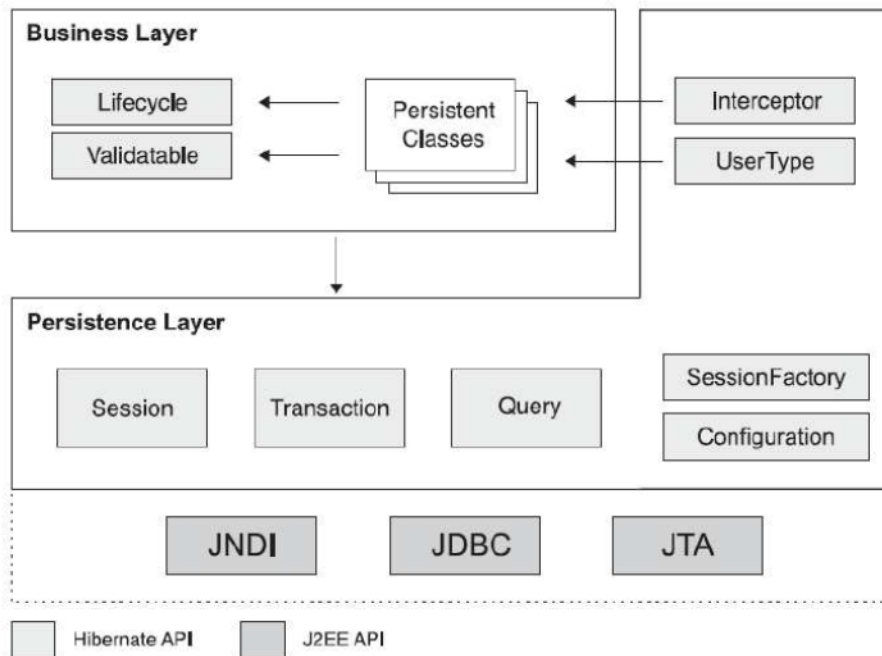 Business Layer
Lifecycle
Validatable
Persistent
Classes
Interceptor
UserType
Persistence Layer
Session
Transaction
Query
SessionFactory
Configuration
JNDI
JDBC
JTA
Hibernate API
J2EE API